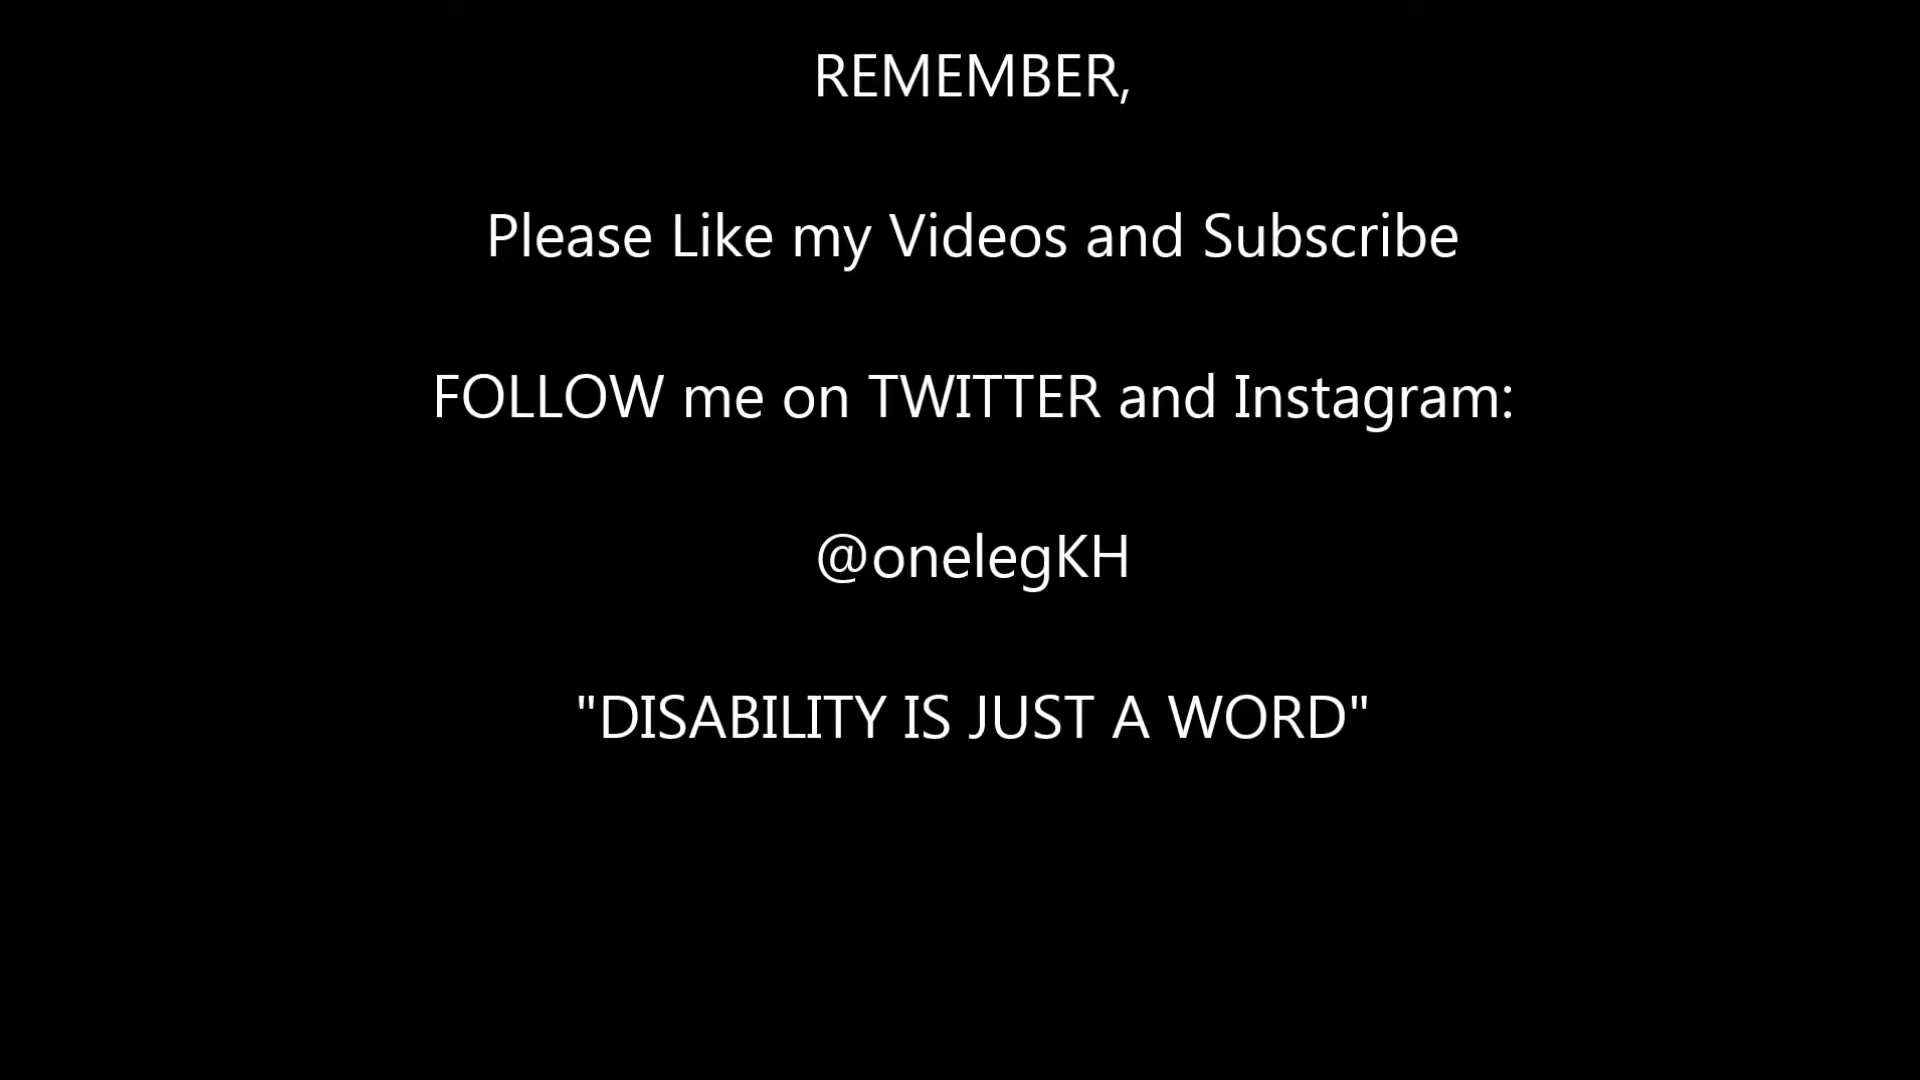 REMEMBER,
Please Like my Videos and Subscribe
FOLLOW me on TWITTER and Instagram:
@onelegKH
"DISABILITY IS JUST A WORD"